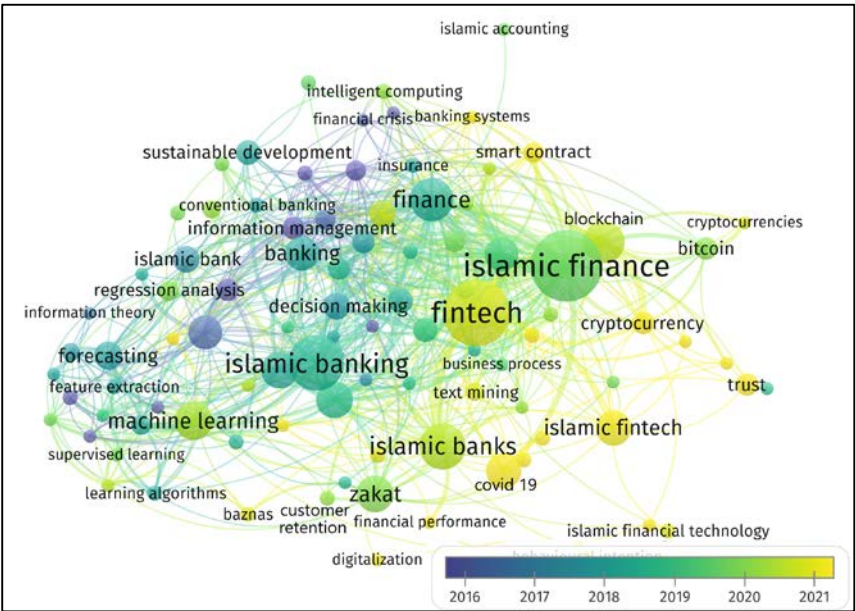 islamic accounting
intelligent computing
financial crisis
banking systems
sustainable development
insurance
smart contract
conventional banking
finance
information management
blockchain
cryptocurrencies
islamic bank
banking
bitcoin
islamic finance
regression analysis
information theory
decision making
fintech
cryptocurrency
forecasting
islamic banking
business process
feature extraction
text mining
trust
machine learning
islamic banks
islamic fintech
supervised learning
learning algorithms
zakat
covid 19
baznas
customer
retention
financial performance
islamic financial technology
digitalization
behavioural intention
2016
2017
2018
2019
2020
2021